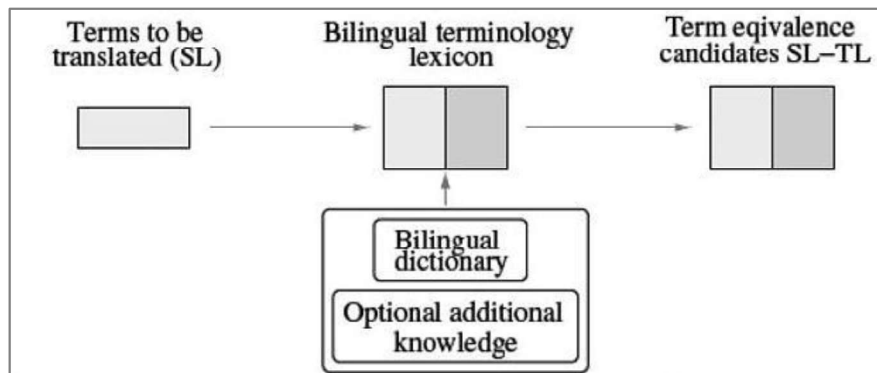 Terms to be
translated (SL)
Bilingual terminology
lexicon
Term eqivalence
candidates SL–TL
Bilingual
dictionary
Optional additional
knowledge